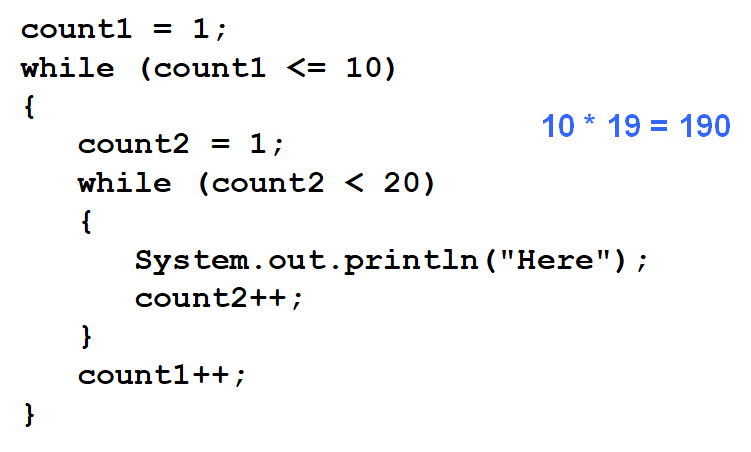 count1 = 1;
while (count1 <= 10)
{
10 * 19 = 190
count2 = 1;
while (count2 < 20)
{
System.out.println("Here");
count2++;
}
count1++;
}